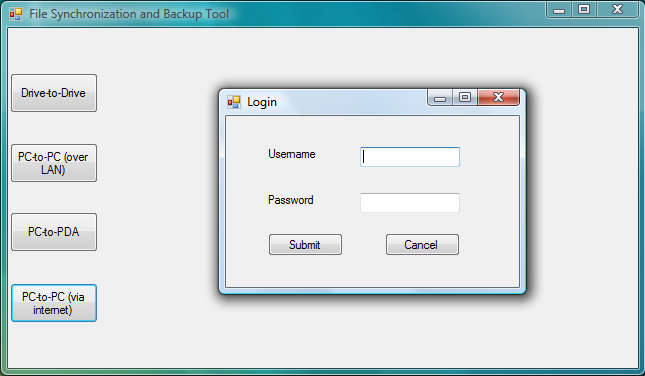 File Synchronization and Backup Tool
Drive-to-Drive
PC-to-PC (over
LAN)
PC-to-PDA
PC-to-PC (via
internet)
Login
Username
Password
Submit
Cancel